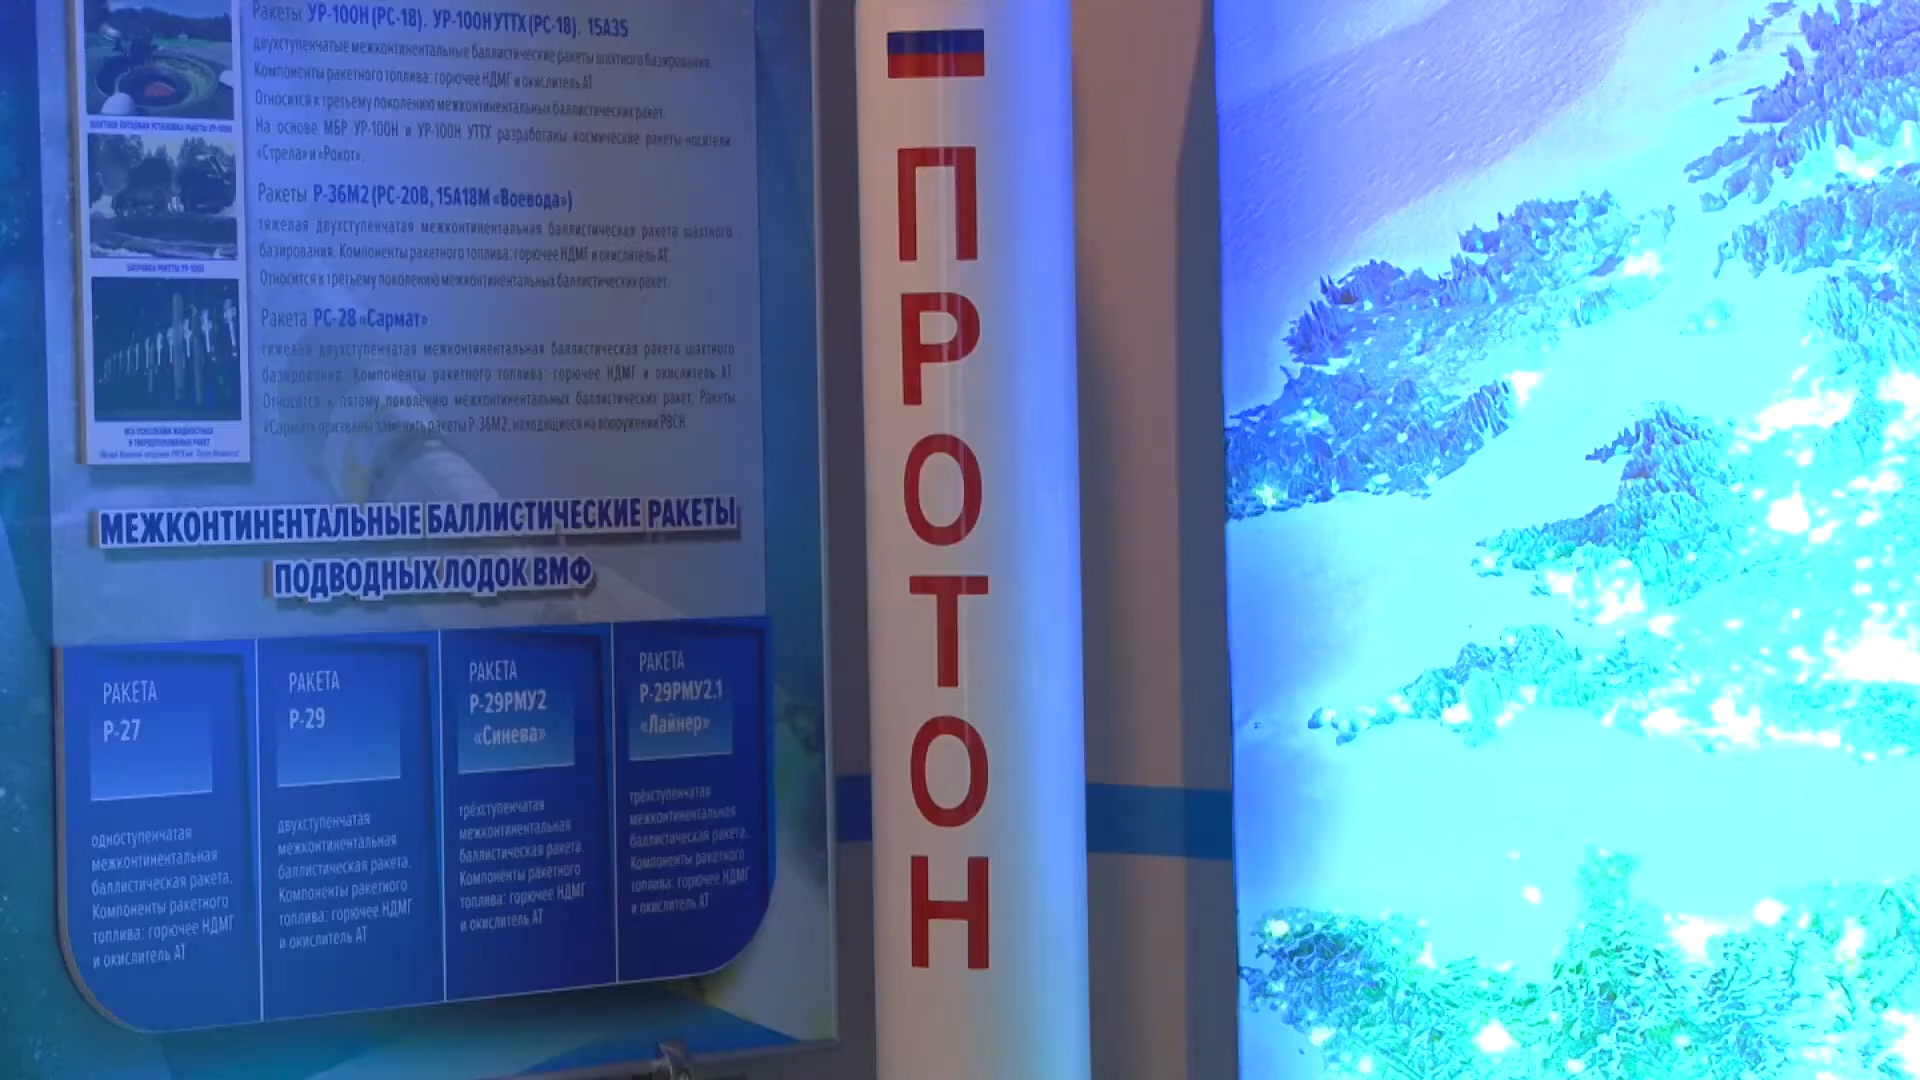 Ракеты УР-100Н (РС-18). УР-100Н УТТХ (РС-18). 15А35
двухступенчатые межконтинентальные баллистические ракеты шахтного базирования.
Компоненты ракетного топлива: горючее НДМГ и окислитель АТ
Относится к третьему поколению межконтинентальных баллистических ракет.
На основе МБР УР-100Н и УР-100Н УТТХ разработаны космические ракеты-носители
«Стрела» и «Рокот».
Ракеты Р-36М2 (РС-20В, 15А18М «Воевода»)
тяжелая двухступенчатая межконтинентальная баллистическая ракета шахтного
базирования. Компоненты ракетного топлива: горючее НДМГ и окислитель АТ
Относится к третьему поколению межконтинентальных баллистических ракет.
Ракета РС-28 «Сармат»
тяжелая двухступенчатая межконтинентальная баллистическая ракета шахтного
базирования. Компоненты ракетного топлива: горючее НДМГ и окислитель АТ
Относится к пятому поколению межконтинентальных баллистических ракет. Ракеты
«Сармат» призваны заменить ракеты Р-36М2, находящиеся на вооружении РВСН.
ЗАПРАВКА РАКЕТЫ УР-100Н
МЕЖКОНТИНЕНТАЛЬНЫЕ БАЛЛИСТИЧЕСКИЕ РАКЕТЫ
ПОДВОДНЫХ ЛОДОК ВМФ
РАКЕТА
Р-27
одноступенчатая
межконтинентальная
баллистическая ракета.
Компоненты ракетного
топлива: горючее НДМГ
и окислитель АТ
РАКЕТА
Р-29
двухступенчатая
межконтинентальная
баллистическая ракета.
Компоненты ракетного
топлива: горючее НДМГ
и окислитель АТ
РАКЕТА
Р-29РМУ2
«Синева»
трёхступенчатая
межконтинентальная
баллистическая ракета.
Компоненты ракетного
топлива: горючее НДМГ
и окислитель АТ
РАКЕТА
Р-29РМУ2.1
«Лайнер»
трёхступенчатая
межконтинентальная
баллистическая ракета.
Компоненты ракетного
топлива: горючее НДМГ
и окислитель АТ
ПРОТОН